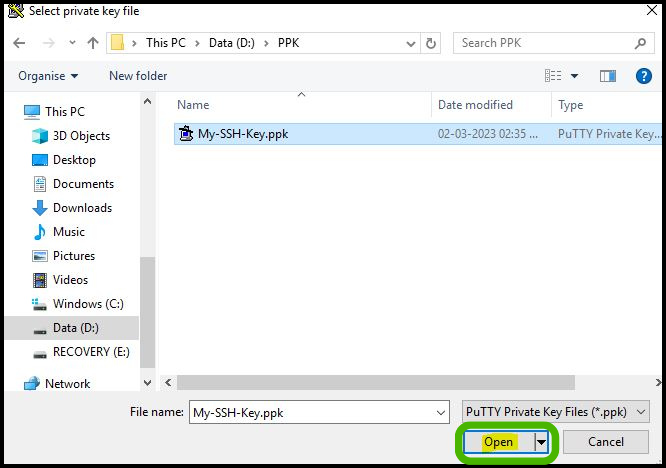 Select private key file
This PC > Data (D:) > PPK
Search PPK
Organise
New folder
Name
Date modified
Type
My-SSH-Key.ppk
02-03-2023 02:35 ...
PuTTY Private Key...
This PC
3D Objects
Desktop
Documents
Downloads
Music
Pictures
Videos
Windows (C:)
Data (D:)
RECOVERY (E:)
Network
File name:
My-SSH-Key.ppk
PuTTY Private Key Files (*.ppk)
Open
Cancel